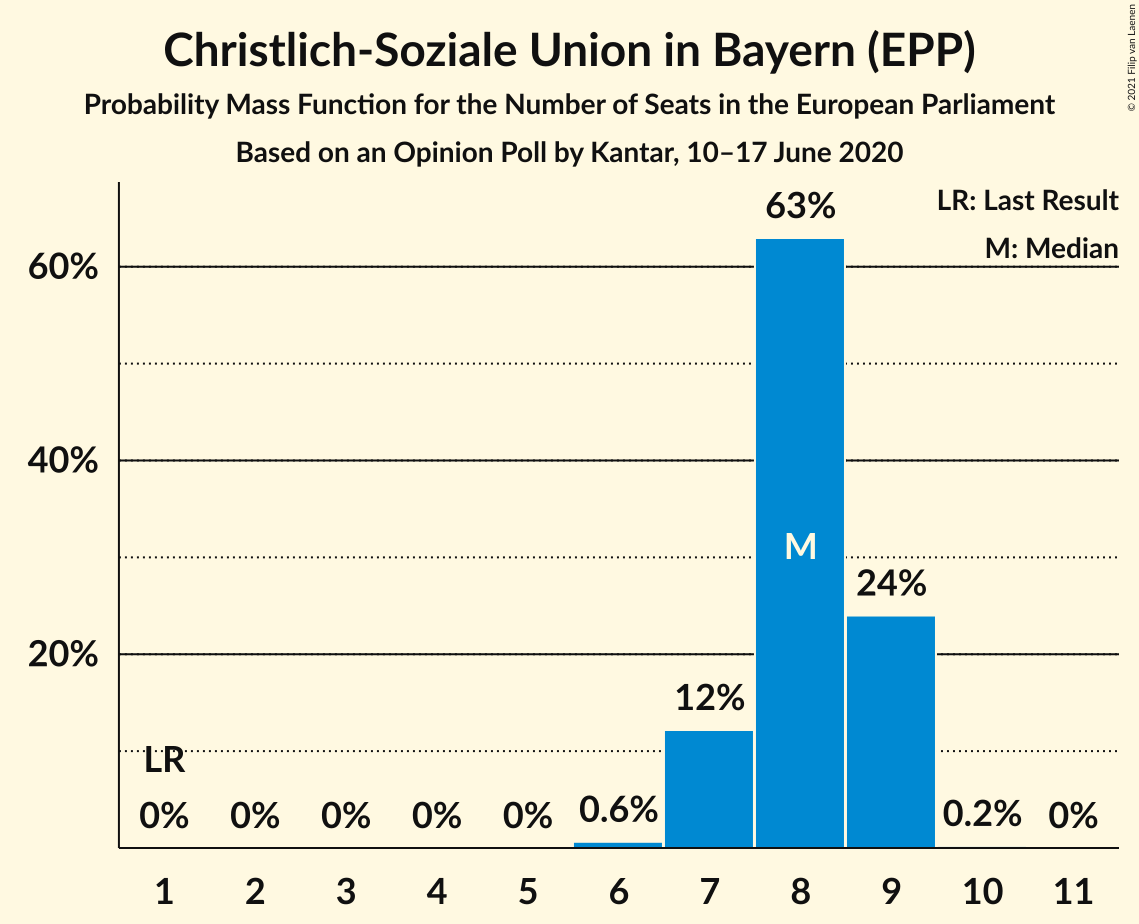 Christlich-Soziale Union in Bayern (EPP)
Probability Mass Function for the Number of Seats in the European Parliament
Based on an Opinion Poll by Kantar, 10–17 June 2020
© 2021 Filip van Laenen
LR: Last Result
M: Median
63%
60%
40%
M
24%
20%
12%
LR
0% 0% 0% 0% 0% 0.6% 0.2% 0%
1 2 3 4 5 6 7 8 9 10 11